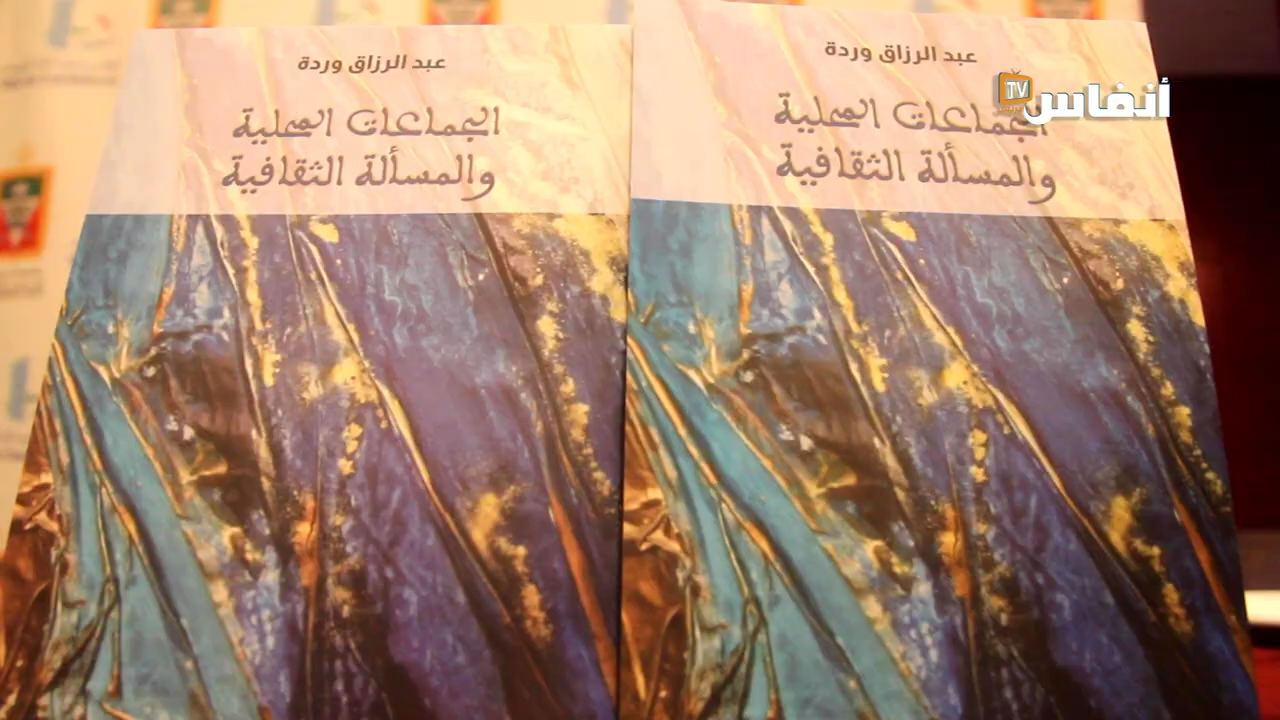 عبد الرزاق وردة
الجماعات المحلية
والمسألة الثقافية
عبد الرزاق وردة
الجماعات المحلية
والمسألة الثقافية
أنفاس TV